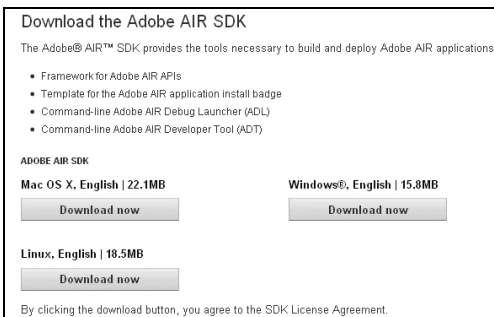 Download the Adobe AIR SDK
The Adobe® AIR™ SDK provides the tools necessary to build and deploy Adobe AIR applications
• Framework for Adobe AIR APIs
• Template for the Adobe AIR application install badge
• Command-line Adobe AIR Debug Launcher (ADL)
• Command-line Adobe AIR Developer Tool (ADT)
ADOBE AIR SDK
Mac OS X, English | 22.1MB
Download now
Windows®, English | 15.8MB
Download now
Linux, English | 18.5MB
Download now
By clicking the download button, you agree to the SDK License Agreement.